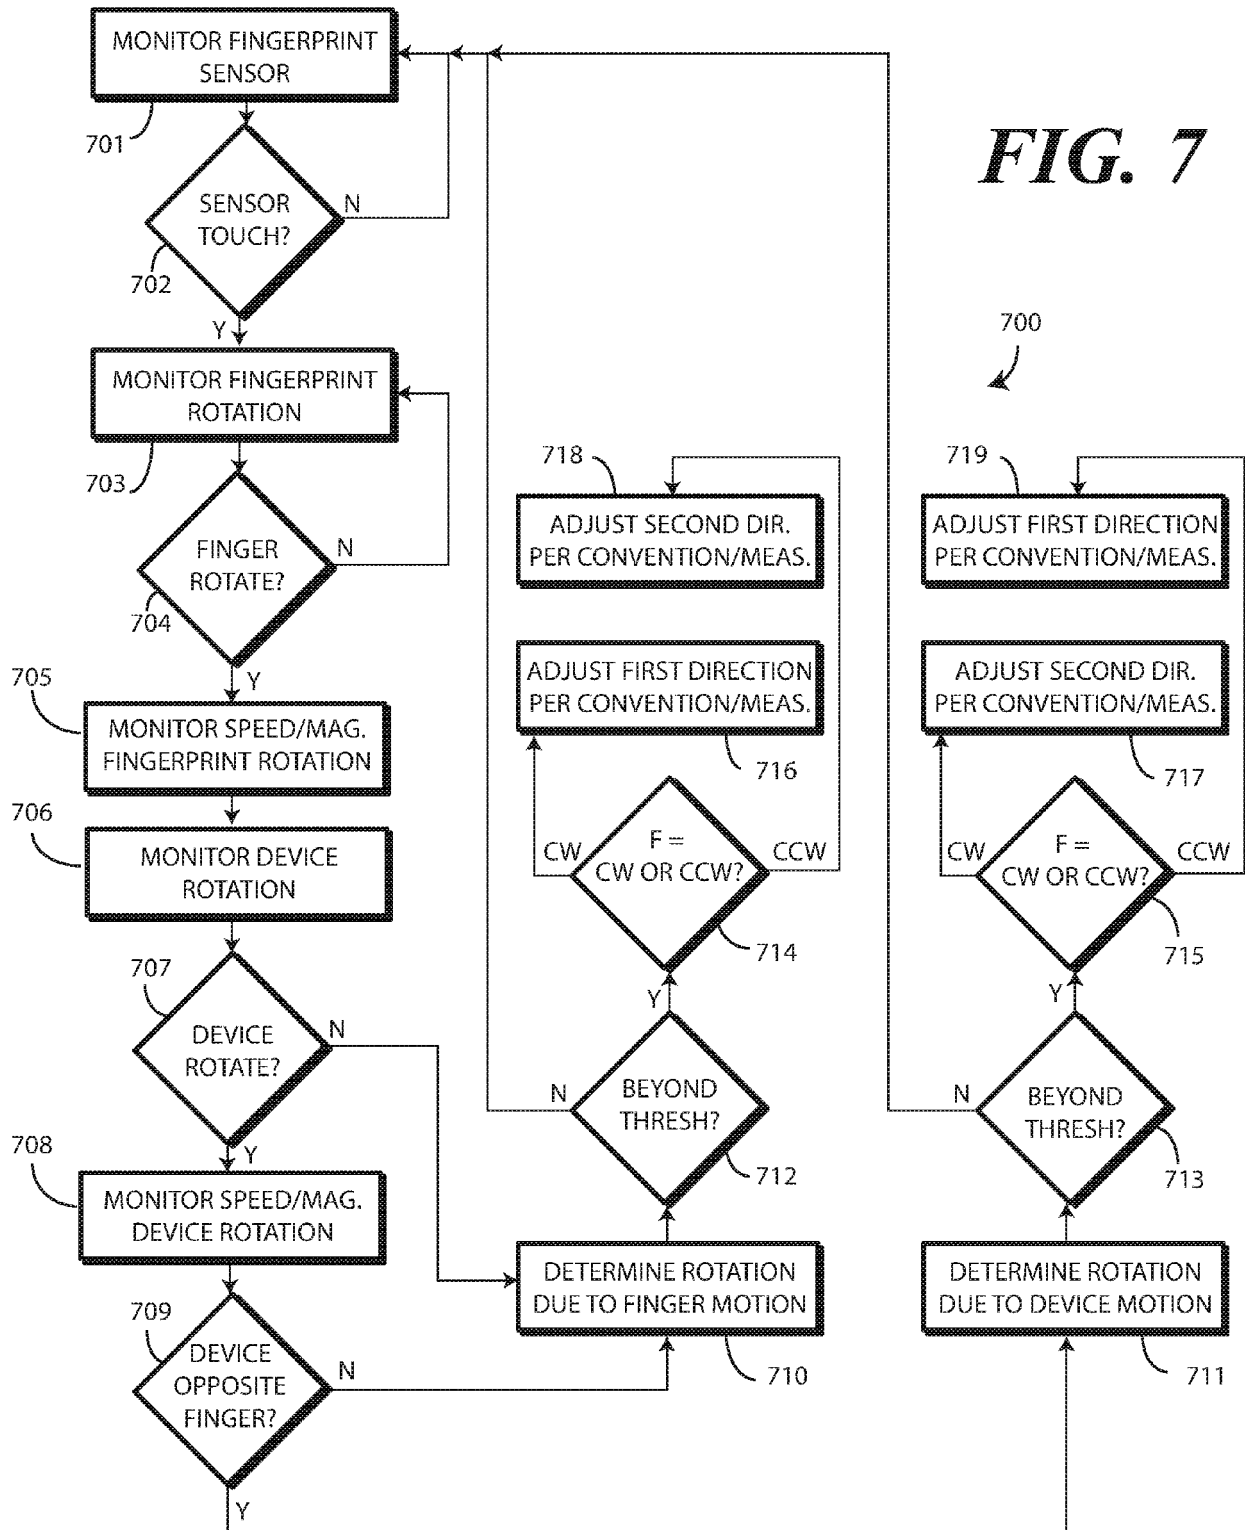 MONITOR FINGERPRINT
SENSOR
701
FIG. 7
SENSOR
TOUCH?
N
702
Y
700
MONITOR FINGERPRINT
ROTATION
703
FINGER
ROTATE?
N
704
Y
705
MONITOR SPEED/MAG.
FINGERPRINT ROTATION
706
MONITOR DEVICE
ROTATION
707
DEVICE
ROTATE?
N
Y
708
MONITOR SPEED/MAG.
DEVICE ROTATION
709
DEVICE
OPPOSITE
FINGER?
N
Y
718
ADJUST SECOND DIR.
PER CONVENTION/MEAS.
ADJUST FIRST DIRECTION
PER CONVENTION/MEAS.
716
F =
CW OR CCW?
CW
CCW
714
Y
BEYOND
THRESH?
N
712
DETERMINE ROTATION
DUE TO FINGER MOTION
710
719
ADJUST FIRST DIRECTION
PER CONVENTION/MEAS.
ADJUST SECOND DIR.
PER CONVENTION/MEAS.
717
F =
CW OR CCW?
CW
CCW
715
Y
BEYOND
THRESH?
N
713
DETERMINE ROTATION
DUE TO DEVICE MOTION
711